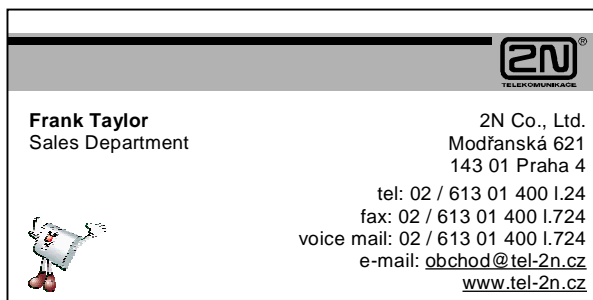 2N®
TELEKOMUNIKACE
Frank Taylor
Sales Department
2N Co., Ltd.
Modřanská 621
143 01 Praha 4
tel: 02 / 613 01 400 l.24
fax: 02 / 613 01 400 l.724
voice mail: 02 / 613 01 400 l.724
e-mail: obchod@tel-2n.cz
www.tel-2n.cz